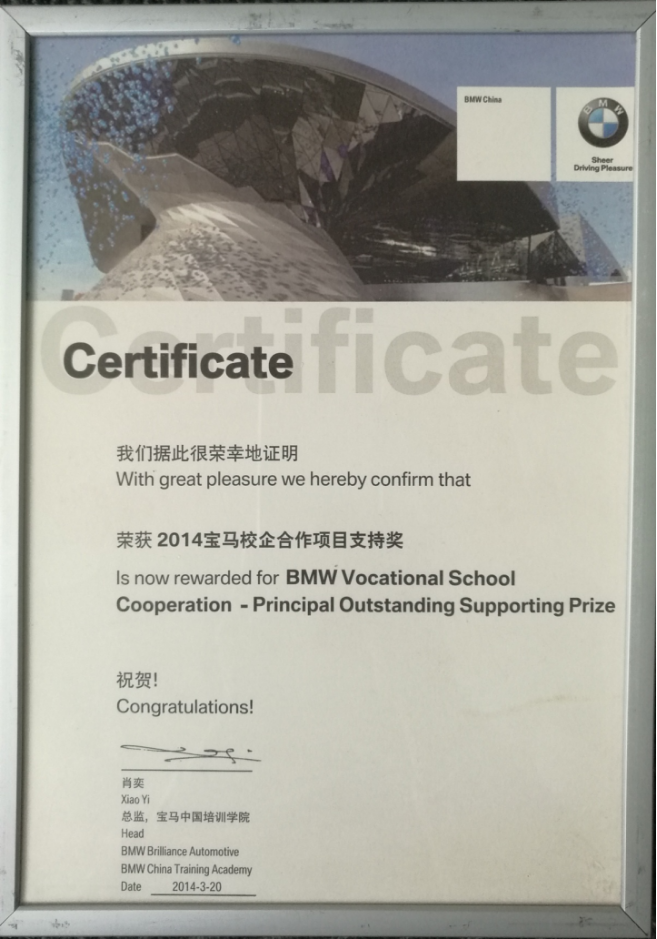 BMW China
BMW
Sheer
Driving Pleasure
Certificate
Certificate
我们据此很荣幸地证明
With great pleasure we hereby confirm that
荣获 2014宝马校企合作项目支持奖
Is now rewarded for BMW Vocational School
Cooperation - Principal Outstanding Supporting Prize
祝贺!
Congratulations!
肖奕
Xiao Yi
总监，宝马中国培训学院
Head
BMW Brilliance Automotive
BMW China Training Academy
Date 2014-3-20